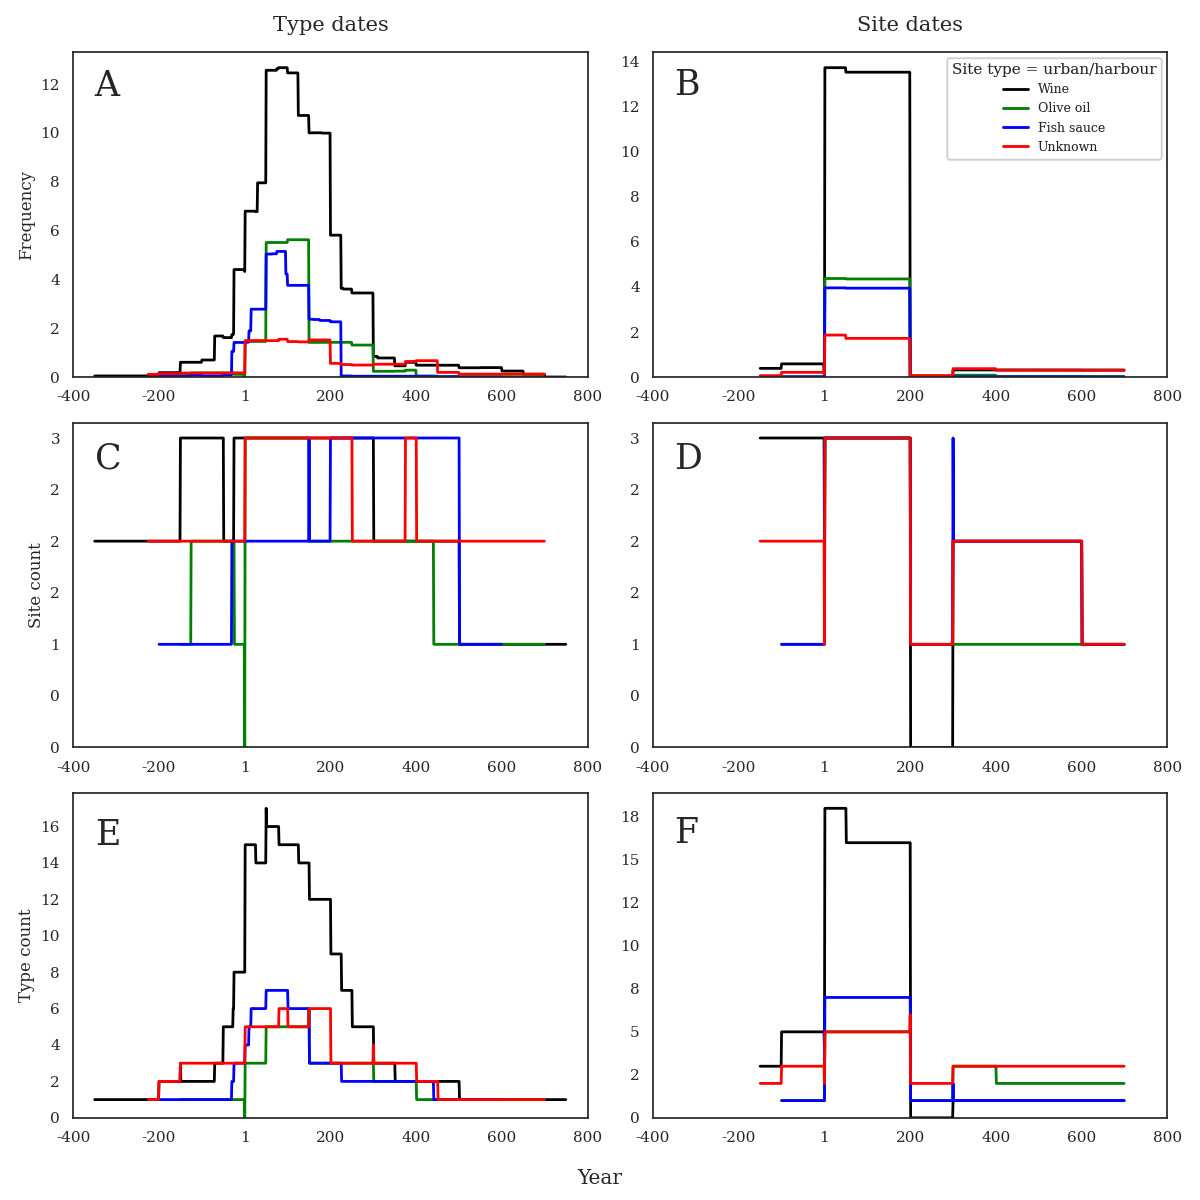 Type dates
Site dates
A
Frequency
12
10
8
6
4
2
0
-400 -200 1 200 400 600 800
B
14
12
10
8
6
4
2
0
-400 -200 1 200 400 600 800
Site type = urban/harbour
Wine
Olive oil
Fish sauce
Unknown
C
Site count
3
2
2
2
1
0
0
-400 -200 1 200 400 600 800
D
3
2
2
2
1
0
0
-400 -200 1 200 400 600 800
E
Type count
16
14
12
10
8
6
4
2
0
-400 -200 1 200 400 600 800
F
18
15
12
10
8
5
2
0
-400 -200 1 200 400 600 800
Year